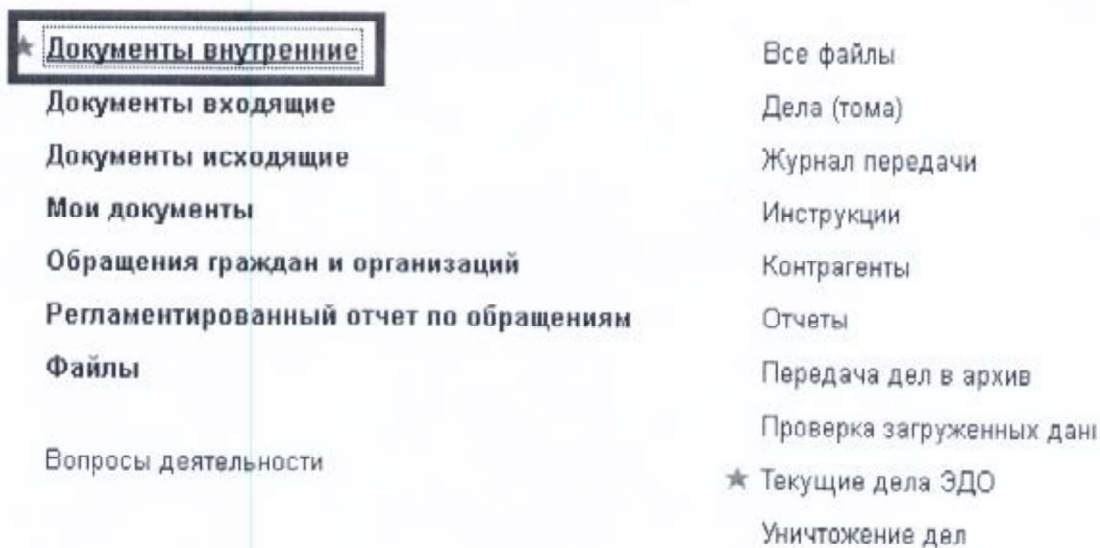 Документы внутренние
Документы входящие
Документы исходящие
Мои документы
Обращения граждан и организаций
Регламентированный отчет по обращениям
Файлы
Вопросы деятельности
Все файлы
Дела (тома)
Журнал передачи
Инструкции
Контрагенты
Отчеты
Передача дел в архив
Проверка загруженных данн
Текущие дела ЭДО
Уничтожение дел